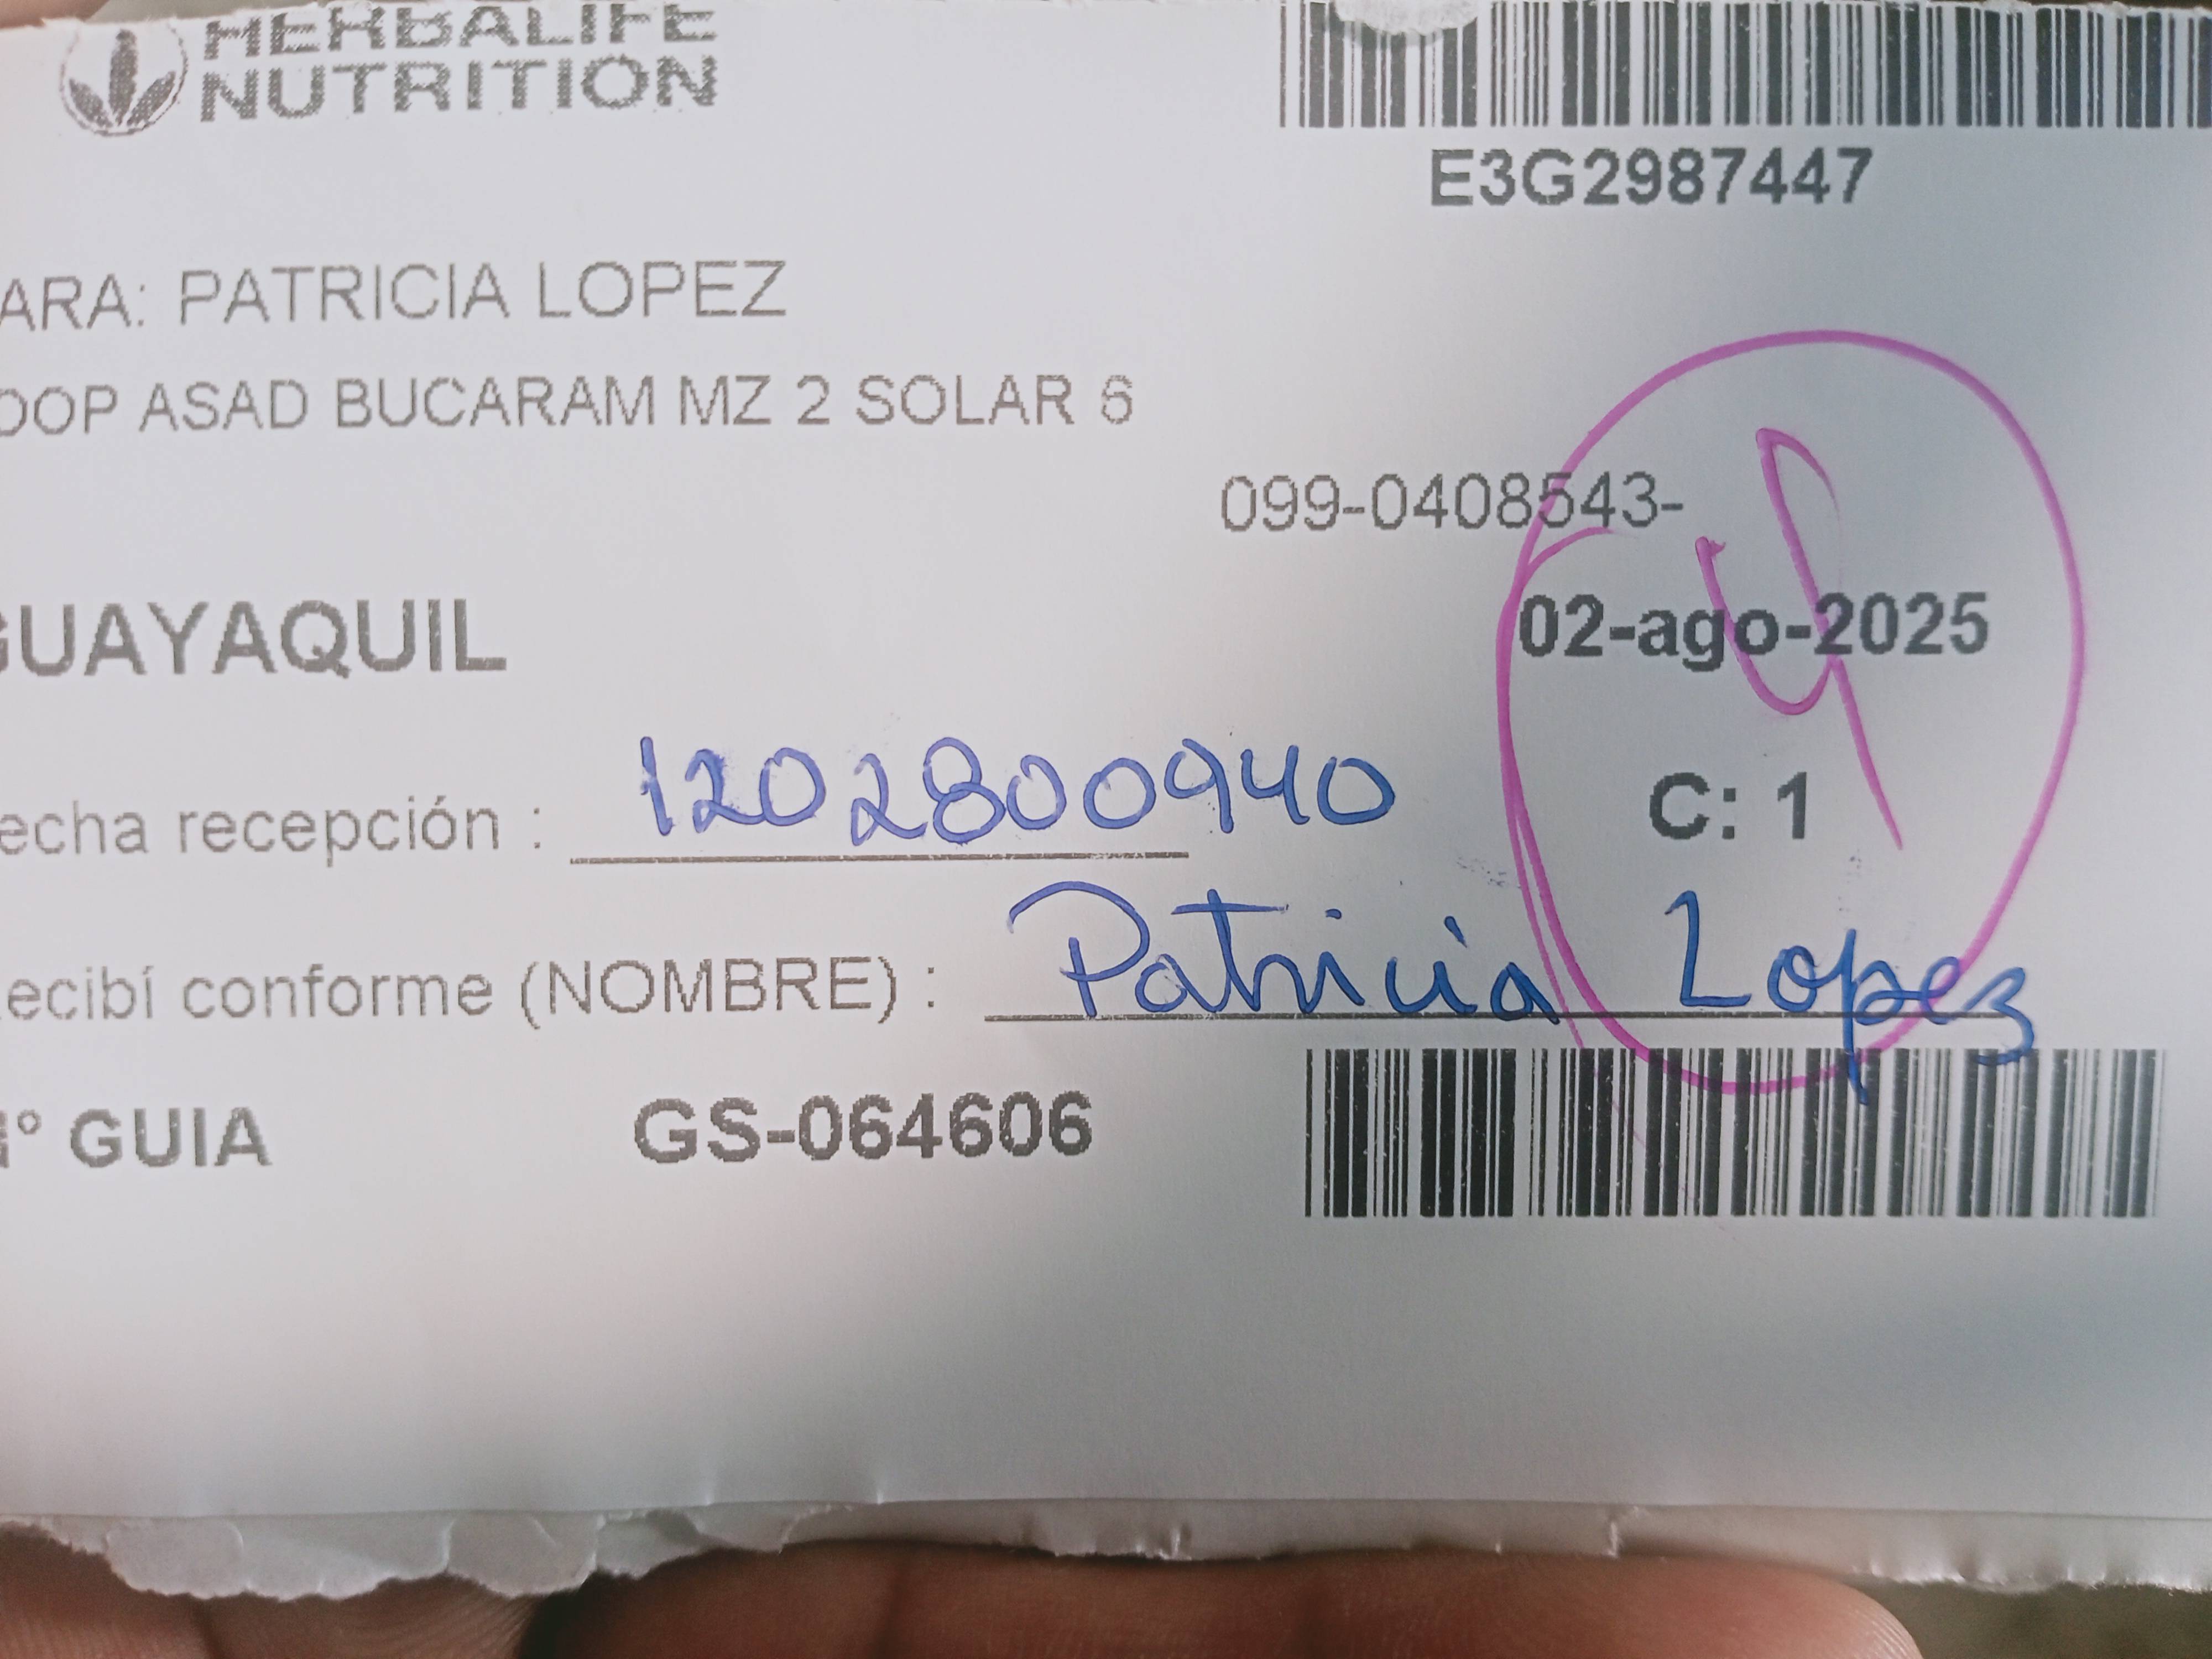 HERBALIFE
NUTRITION
E3G2987447
ARA: PATRICIA LOPEZ
OOP ASAD BUCARAM MZ 2 SOLAR 6
099-0408543-
GUAYAQUIL
02-ago-2025
echa recepción : 1202800940
C: 1
ecibí conforme (NOMBRE) : Patricia Lopez
N° GUIA GS-064606